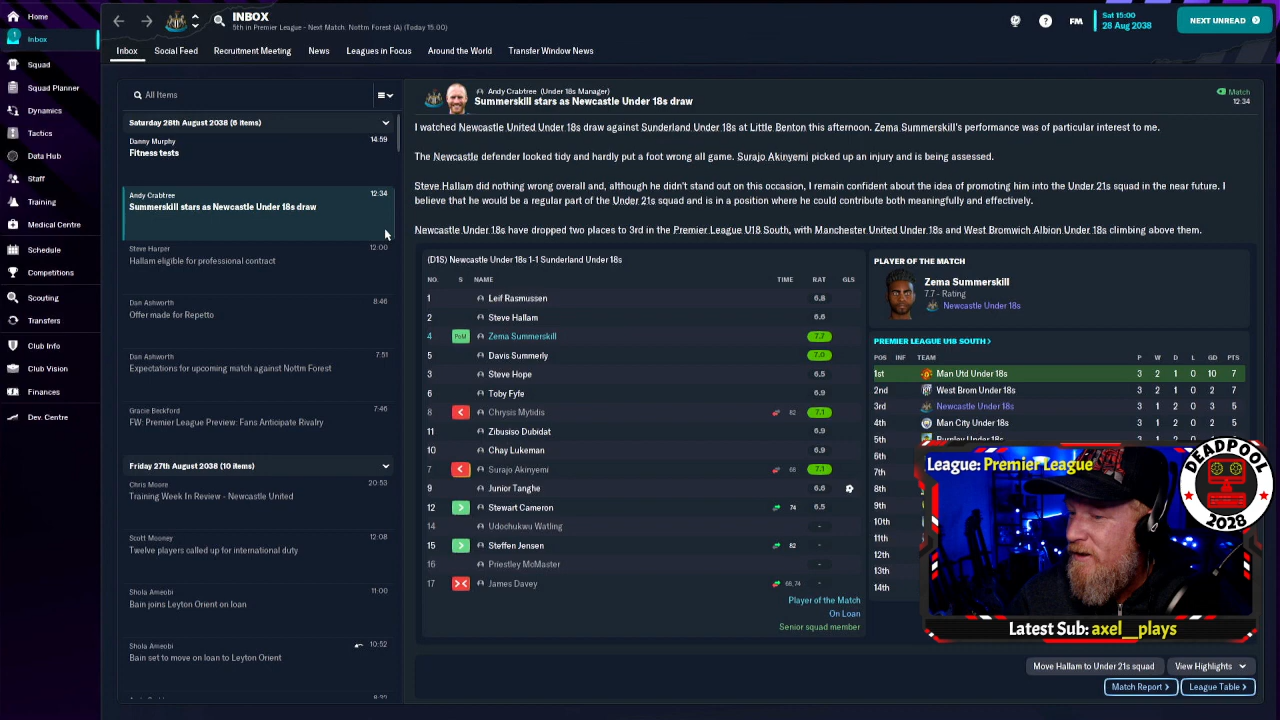 Home
Inbox
1
Squad
Squad Planner
Dynamics
Tactics
Data Hub
Staff
Training
Medical Centre
Schedule
Competitions
Scouting
Transfers
Club Info
Club Vision
Finances
Dev. Centre
INBOX
5th in Premier League - Next Match: Nottm Forest (A) (Today 15:00)
FM
Sat 15:00
28 Aug 2038
NEXT UNREAD
Inbox Social Feed Recruitment Meeting News Leagues in Focus Around the World Transfer Window News
All Items
Saturday 28th August 2038 (6 items)
Danny Murphy 14:59
Fitness tests
Andy Crabtree 12:34
Summerskill stars as Newcastle Under 18s draw
Steve Harper 12:00
Hallam eligible for professional contract
Dan Ashworth 8:46
Offer made for Repetto
Dan Ashworth 7:51
Expectations for upcoming match against Nottm Forest
Gracie Beckford 7:46
FW: Premier League Preview: Fans Anticipate Rivalry
Friday 27th August 2038 (10 items)
Chris Moore 20:53
Training Week In Review - Newcastle United
Scott Mooney 12:08
Twelve players called up for international duty
Shola Ameobi 11:00
Bain joins Leyton Orient on loan
Shola Ameobi 10:52
Bain set to move on loan to Leyton Orient
Andy Crabtree (Under 18s Manager)
Summerskill stars as Newcastle Under 18s draw
Match
12:34
I watched Newcastle United Under 18s draw against Sunderland Under 18s at Little Benton this afternoon. Zema Summerskill's performance was of particular interest to me.
The Newcastle defender looked tidy and hardly put a foot wrong all game. Surajo Akinyemi picked up an injury and is being assessed.
Steve Hallam did nothing wrong overall and, although he didn't stand out on this occasion, I remain confident about the idea of promoting him into the Under 21s squad in the near future. I
believe that he would be a regular part of the Under 21s squad and is in a position where he could contribute both meaningfully and effectively.
Newcastle Under 18s have dropped two places to 3rd in the Premier League U18 South, with Manchester United Under 18s and West Bromwich Albion Under 18s climbing above them.
(D1S) Newcastle Under 18s 1-1 Sunderland Under 18s
NO. S NAME TIME RAT GLS
1 Leif Rasmussen 6.8
2 Steve Hallam 6.6
4 PoM Zema Summerskill 7.7
5 Davis Summerly 7.0
3 Steve Hope 6.5
6 Toby Fyfe 6.9
8 Chrysis Mytidis 82 7.1
11 Zibusiso Dubidat 6.9
10 Chay Lukeman 6.9
7 Surajo Akinyemi 66 7.1
9 Junior Tanghe 6.6
12 Stewart Cameron 74 6.5
14 Udochukwu Watling -
15 Steffen Jensen 82 -
16 Priestley McMaster -
17 James Davey 66, 74 -
Player of the Match
On Loan
Senior squad member
PLAYER OF THE MATCH
Zema Summerskill
7.7 - Rating
Newcastle Under 18s
PREMIER LEAGUE U18 SOUTH >
POS INF TEAM P W D L GD PTS
1st Man Utd Under 18s 3 2 1 0 10 7
2nd West Brom Under 18s 3 2 1 0 2 7
3rd Newcastle Under 18s 3 1 2 0 3 5
4th Man City Under 18s 3 1 2 0 2 5
5th Burnley Under 18s
6th
7th
8th
9th
10th
11th
12th
13th
14th
League: Premier League
DEADPOOL
2028
Latest Sub: axel__plays
Move Hallam to Under 21s squad
View Highlights
Match Report >
League Table >